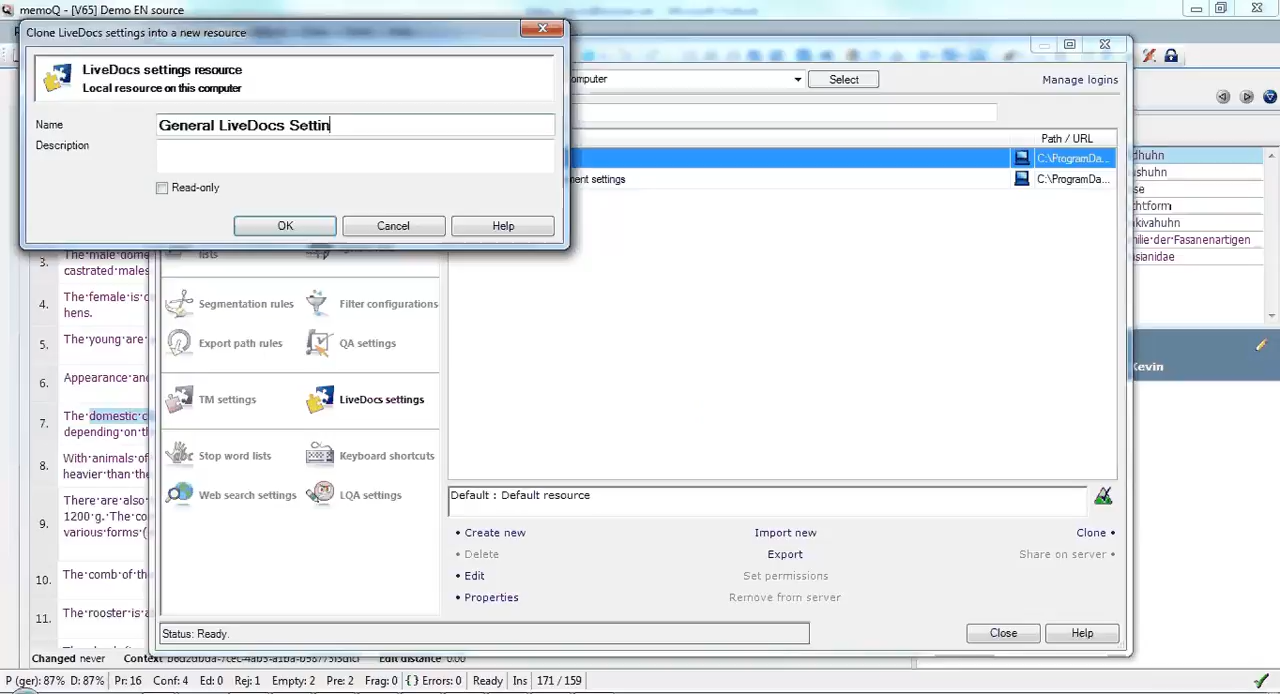 memoQ - [V65] Demo EN source
Clone LiveDocs settings into a new resource
LiveDocs settings resource
Local resource on this computer
Name
General LiveDocs Settin
Description
Read-only
OK
Cancel
Help
Select
Manage logins
Path / URL
C:\ProgramDa...
ment settings
C:\ProgramDa...
lists
Segmentation rules
Filter configurations
Export path rules
QA settings
TM settings
LiveDocs settings
Stop word lists
Keyboard shortcuts
Web search settings
LQA settings
Default : Default resource
• Create new
Import new
Clone •
• Delete
Export
Share on server •
• Edit
Set permissions
• Properties
Remove from server
Status: Ready.
Close
Help
3.
The·male·dome
castrated·males
4.
The·female·is·c
hens.
5.
The·young·are·
6.
Appearance·an
7.
The·domestic·c
depending·on·th
8.
With·animals·of
heavier·than·the
9.
There·are·also·
1200·g.·The·co
various·forms·(
10.
The·comb·of·th
11.
The·rooster·is·a
dhuhn
ushuhn
se
chtform
kivahuhn
milie·der·Fasanenartigen
asianidae
Kevin
Changed never
Edit distance 0.00
P (ger): 87% D: 87% Pr: 16 Conf: 4 Ed: 0 Rej: 1 Empty: 2 Pre: 2 Frag: 0 {} Errors: 0 Ready Ins 171 / 159